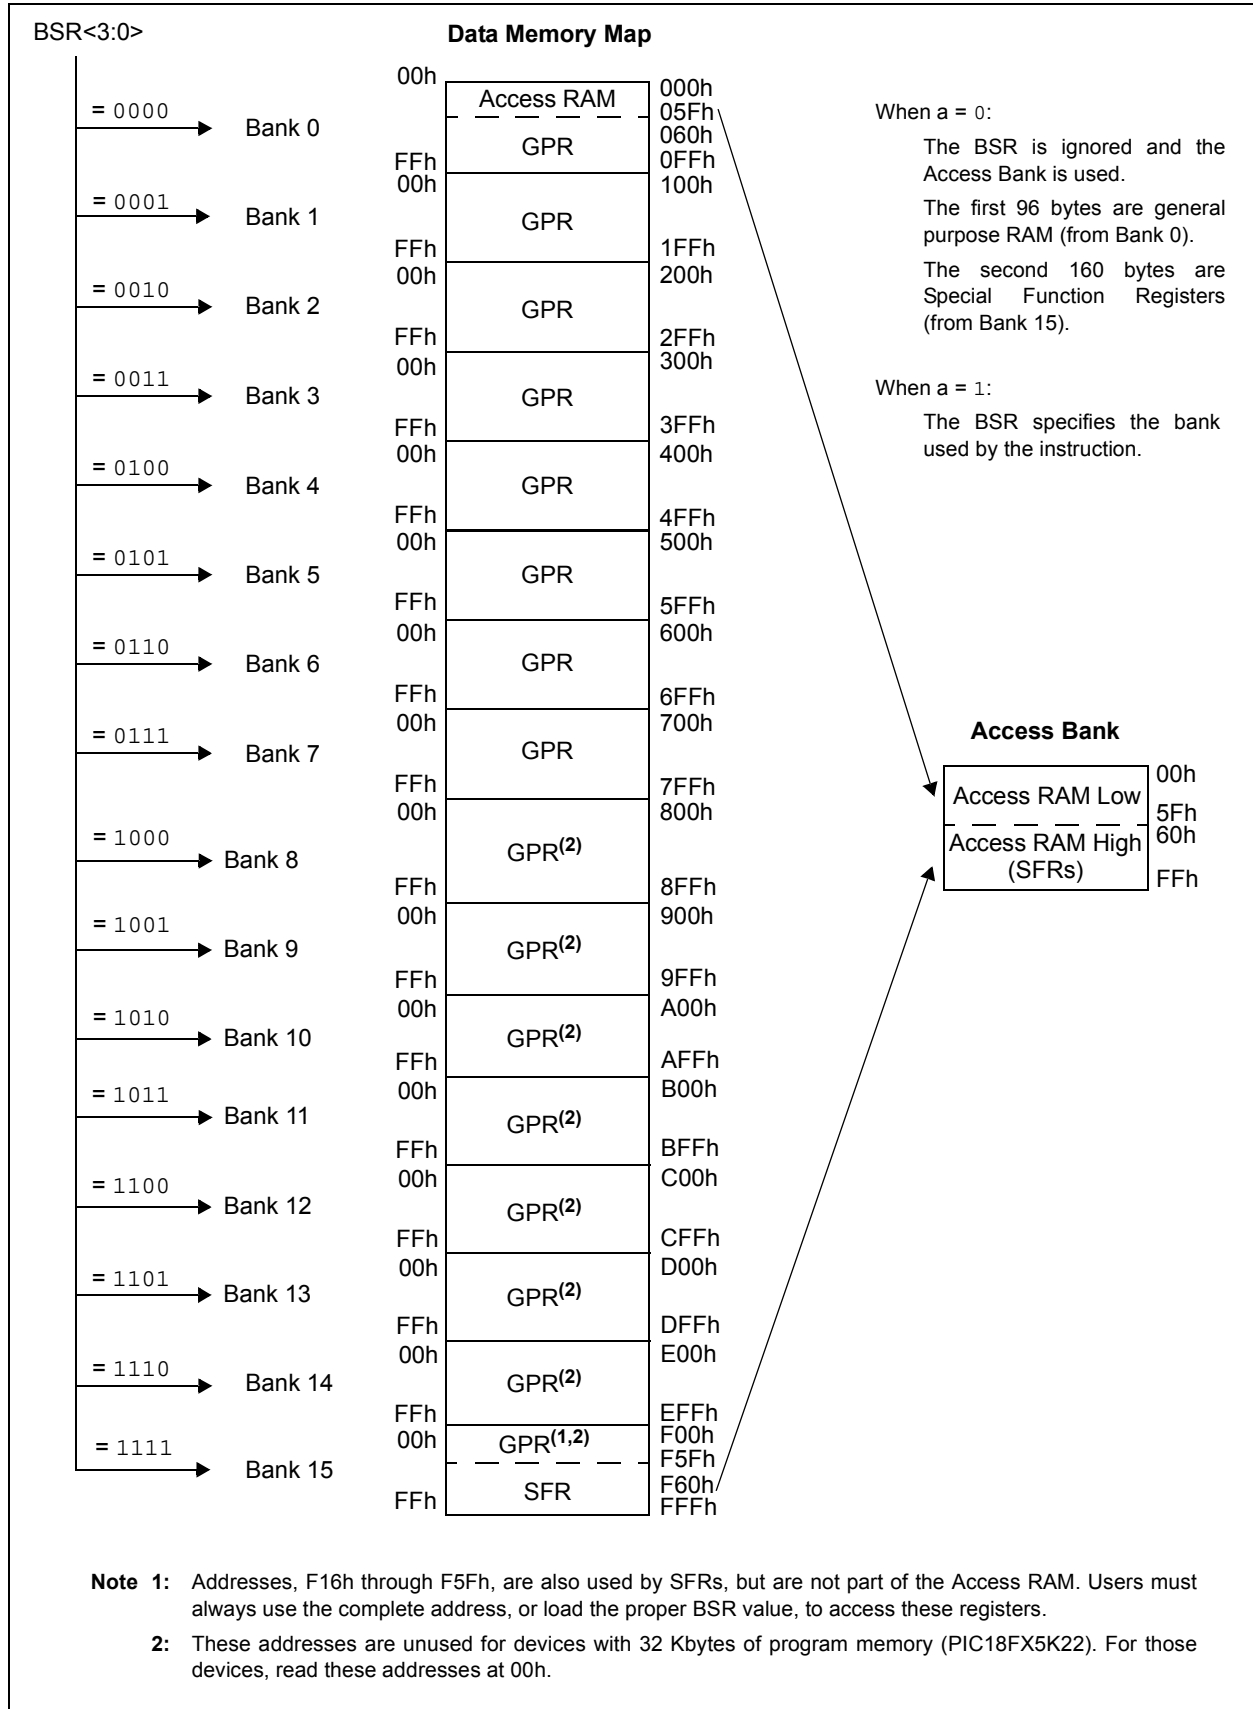 BSR<3:0>
Data Memory Map
= 0000
Bank 0
00h
Access RAM
GPR
FFh
000h
05Fh
060h
0FFh
= 0001
Bank 1
00h
GPR
FFh
100h
1FFh
= 0010
Bank 2
00h
GPR
FFh
200h
2FFh
= 0011
Bank 3
00h
GPR
FFh
300h
3FFh
= 0100
Bank 4
00h
GPR
FFh
400h
4FFh
= 0101
Bank 5
00h
GPR
FFh
500h
5FFh
= 0110
Bank 6
00h
GPR
FFh
600h
6FFh
= 0111
Bank 7
00h
GPR
FFh
700h
7FFh
= 1000
Bank 8
00h
GPR(2)
FFh
800h
8FFh
= 1001
Bank 9
00h
GPR(2)
FFh
900h
9FFh
= 1010
Bank 10
00h
GPR(2)
FFh
A00h
AFFh
= 1011
Bank 11
00h
GPR(2)
FFh
B00h
BFFh
= 1100
Bank 12
00h
GPR(2)
FFh
C00h
CFFh
= 1101
Bank 13
00h
GPR(2)
FFh
D00h
DFFh
= 1110
Bank 14
00h
GPR(2)
FFh
E00h
EFFh
= 1111
Bank 15
00h
GPR(1,2)
SFR
FFh
F00h
F5Fh
F60h
FFFh
When a = 0:
The BSR is ignored and the
Access Bank is used.
The first 96 bytes are general
purpose RAM (from Bank 0).
The second 160 bytes are
Special Function Registers
(from Bank 15).
When a = 1:
The BSR specifies the bank
used by the instruction.
Access Bank
Access RAM Low
Access RAM High
(SFRs)
00h
5Fh
60h
FFh
Note 1: Addresses, F16h through F5Fh, are also used by SFRs, but are not part of the Access RAM. Users must
always use the complete address, or load the proper BSR value, to access these registers.
2: These addresses are unused for devices with 32 Kbytes of program memory (PIC18FX5K22). For those
devices, read these addresses at 00h.